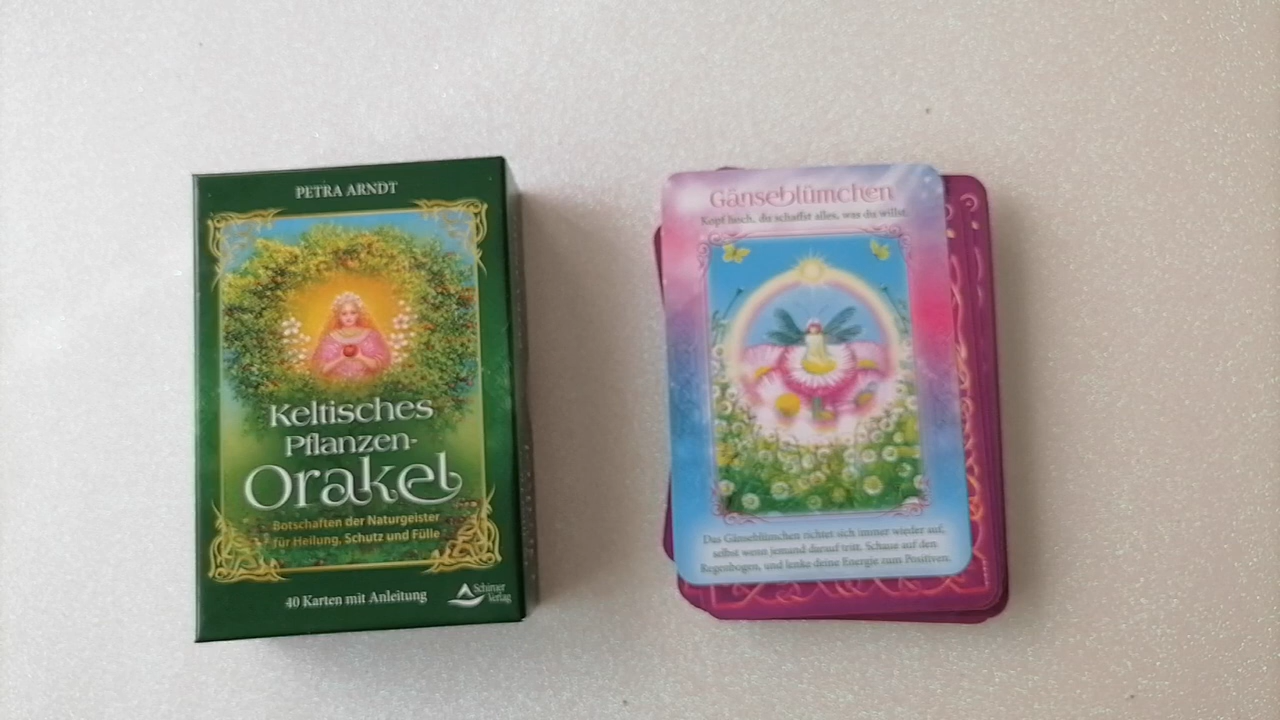 PETRA ARNDT
Keltisches
Pflanzen-
Orakel
Botschaften der Naturgeister
für Heilung, Schutz und Fülle
40 Karten mit Anleitung
Schirner
Verlag
Gänseblümchen
Kopf hoch, du schaffst alles, was du willst.
Das Gänseblümchen richtet sich immer wieder auf,
selbst wenn jemand darauf tritt. Schaue auf den
Regenbogen, und lenke deine Energie zum Positiven.